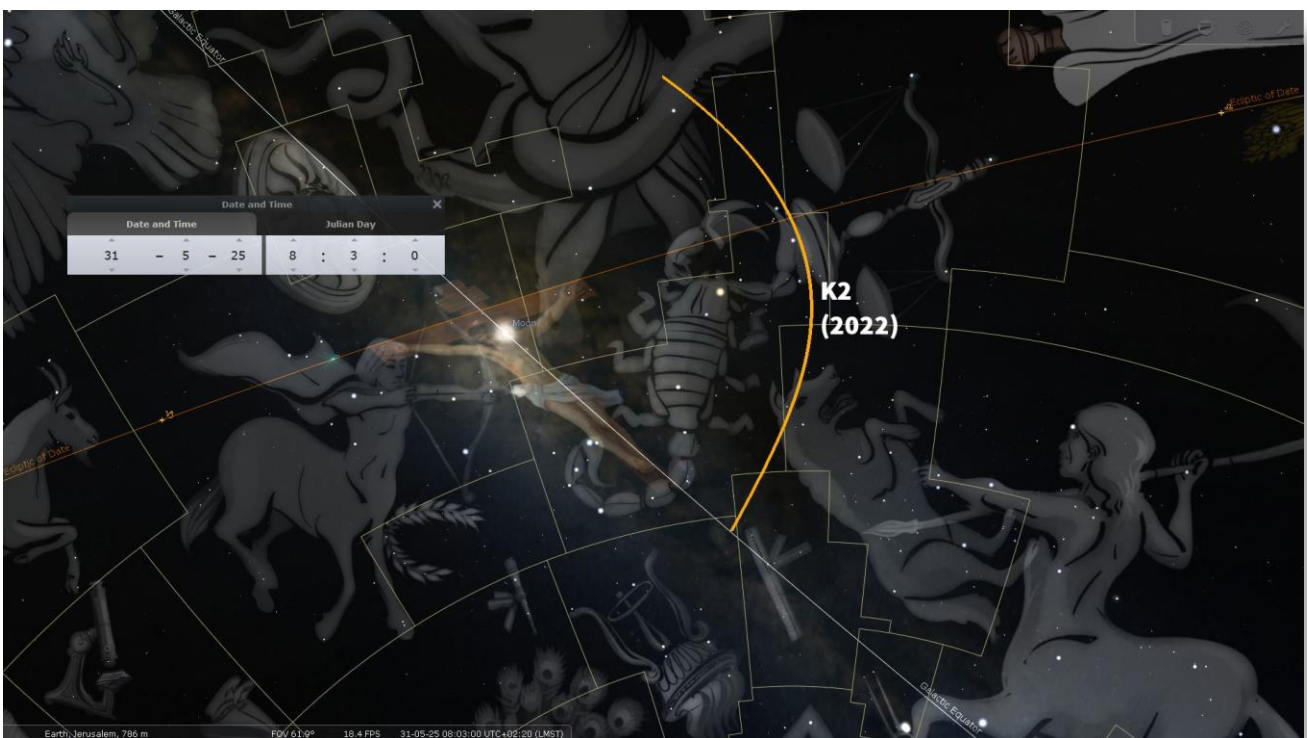 Galactic Equator
Ecliptic of Date
Date and Time
Date and Time
Julian Day
31 - 5 - 25 8 : 3 : 0
K2
(2022)
Moon
Ecliptic of Date
Galactic Equator
Earth, Jerusalem, 786 m FOV 61.9° 18.4 FPS 31-05-25 08:03:00 UTC+02:20 (LMST)